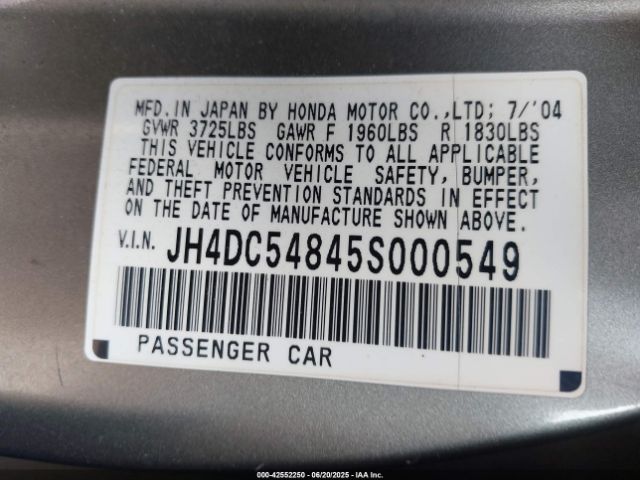 MFD. IN JAPAN BY HONDA MOTOR CO.,LTD; 7/'04
GVWR 3725LBS GAWR F 1960LBS R 1830LBS
THIS VEHICLE CONFORMS TO ALL APPLICABLE
FEDERAL MOTOR VEHICLE SAFETY, BUMPER,
AND THEFT PREVENTION STANDARDS IN EFFECT
ON THE DATE OF MANUFACTURE SHOWN ABOVE.
V.I.N. JH4DC54845S000549
PASSENGER CAR
000-42552250 - 06/20/2025 - IAA Inc.